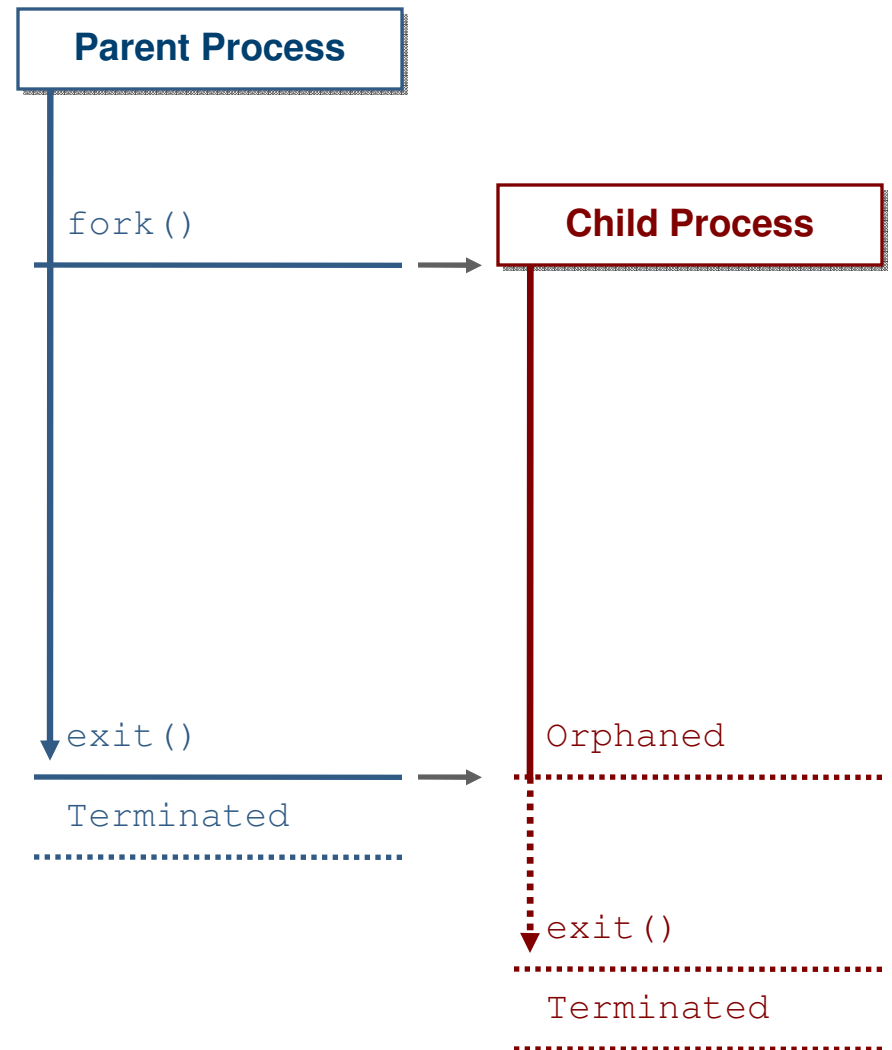 Parent Process
fork()
Child Process
exit()
Orphaned
Terminated
exit()
Terminated